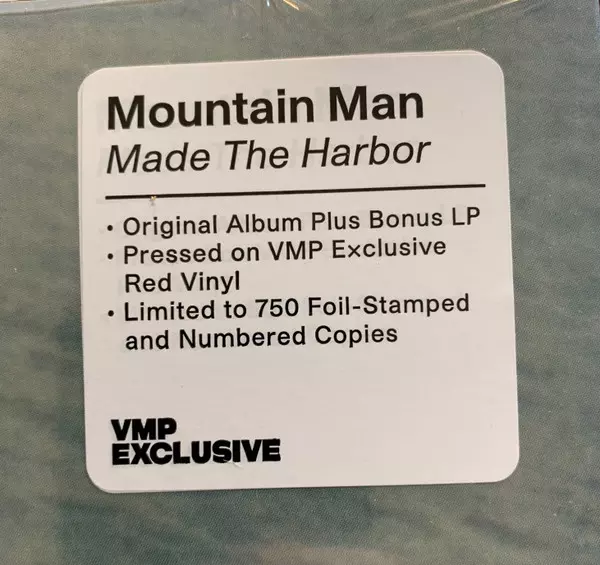 Mountain Man
Made The Harbor
• Original Album Plus Bonus LP
• Pressed on VMP Exclusive
Red Vinyl
• Limited to 750 Foil-Stamped
and Numbered Copies
VMP
EXCLUSIVE